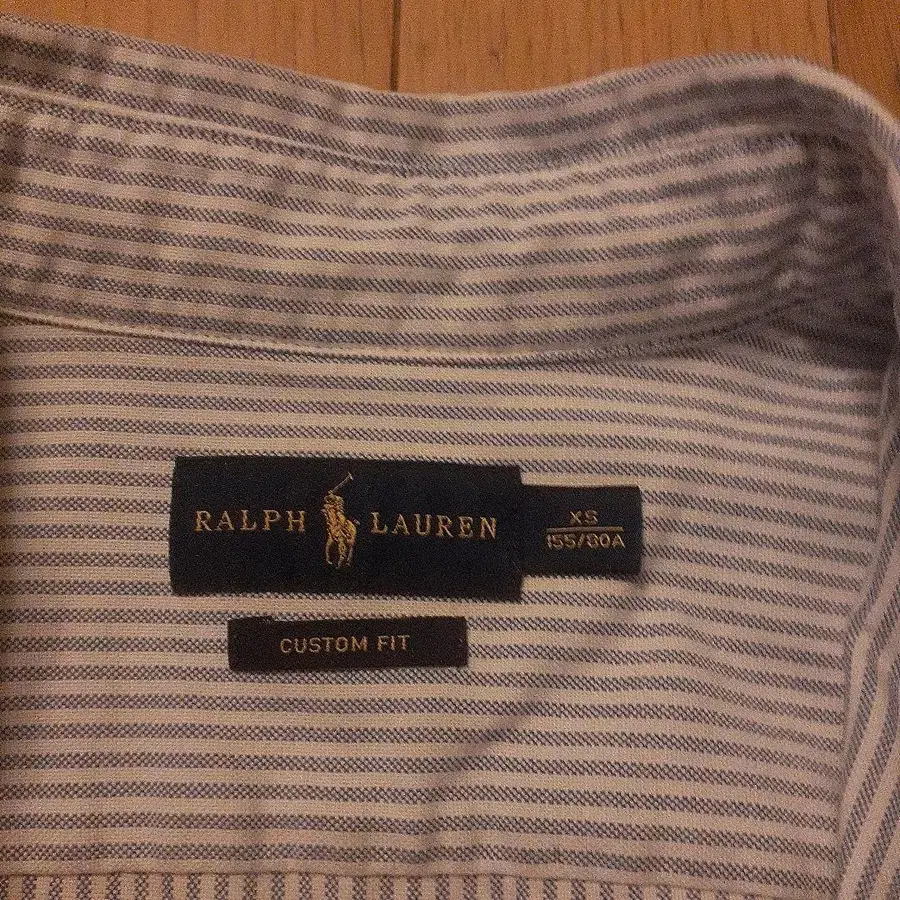 RALPH LAUREN
XS
155/80A
CUSTOM FIT